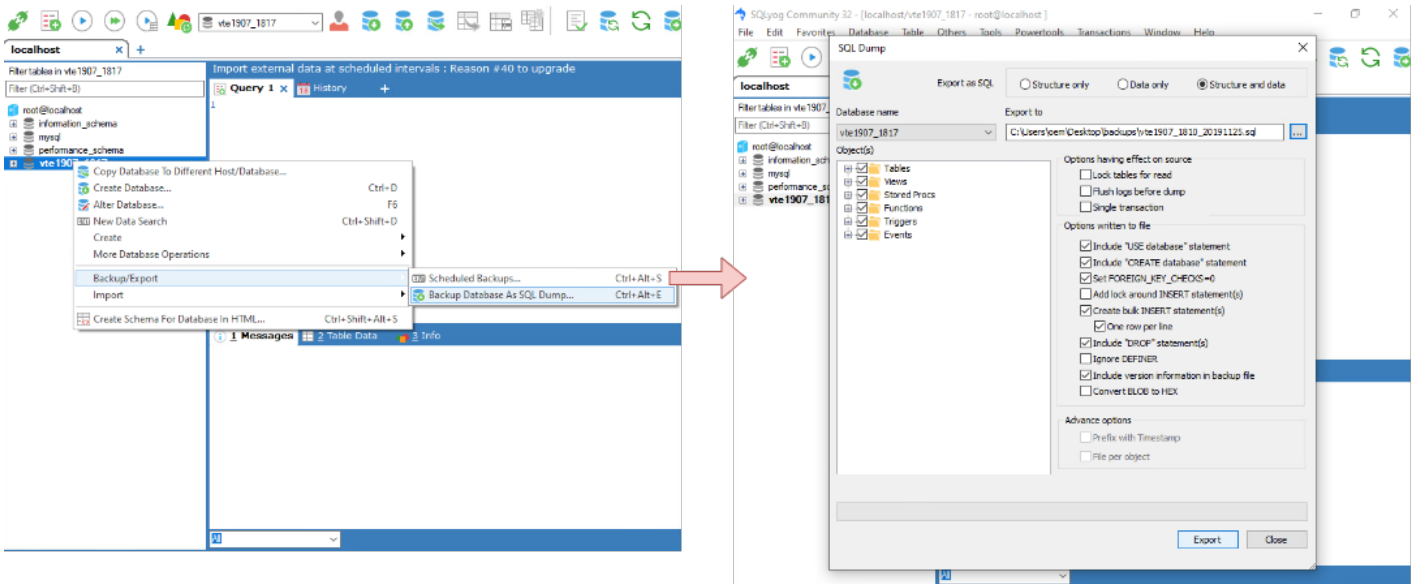 vte1907_1817
localhost x +
Filter tables in vte1907_1817
Filter (Ctrl+Shift+B)
root@localhost
information_schema
mysql
performance_schema
vte1907_1817
Import external data at scheduled intervals : Reason #40 to upgrade
Query 1 x History +
1
Copy Database To Different Host/Database...
Create Database... Ctrl+D
Alter Database... F6
New Data Search Ctrl+Shift+D
Create
More Database Operations
Backup/Export
Import
Create Schema For Database In HTML... Ctrl+Shift+Alt+S
Scheduled Backups... Ctrl+Alt+S
Backup Database As SQL Dump... Ctrl+Alt+E
1 Messages 2 Table Data 3 Info
All
SQLyog Community 32 - [localhost/vte1907_1817 - root@localhost ]
File Edit Favorites Database Table Others Tools Powertools Transactions Window Help
localhost
Filter tables in vte1907_
Filter (Ctrl+Shift+B)
root@localhost
information_sch
mysql
performance_sc
vte1907_181
SQL Dump
Export as SQL Structure only Data only Structure and data
Database name
vte1907_1817
Export to
C:\Users\oem\Desktop\backups\vte1907_1810_20191125.sql ...
Object(s)
Tables
Views
Stored Procs
Functions
Triggers
Events
Options having effect on source
Lock tables for read
Flush logs before dump
Single transaction
Options written to file
Include "USE database" statement
Include "CREATE database" statement
Set FOREIGN_KEY_CHECKS=0
Add lock around INSERT statement(s)
Create bulk INSERT statement(s)
One row per line
Include "DROP" statement(s)
Ignore DEFINER
Include version information in backup file
Convert BLOB to HEX
Advance options
Prefix with Timestamp
File per object
Export Close
All